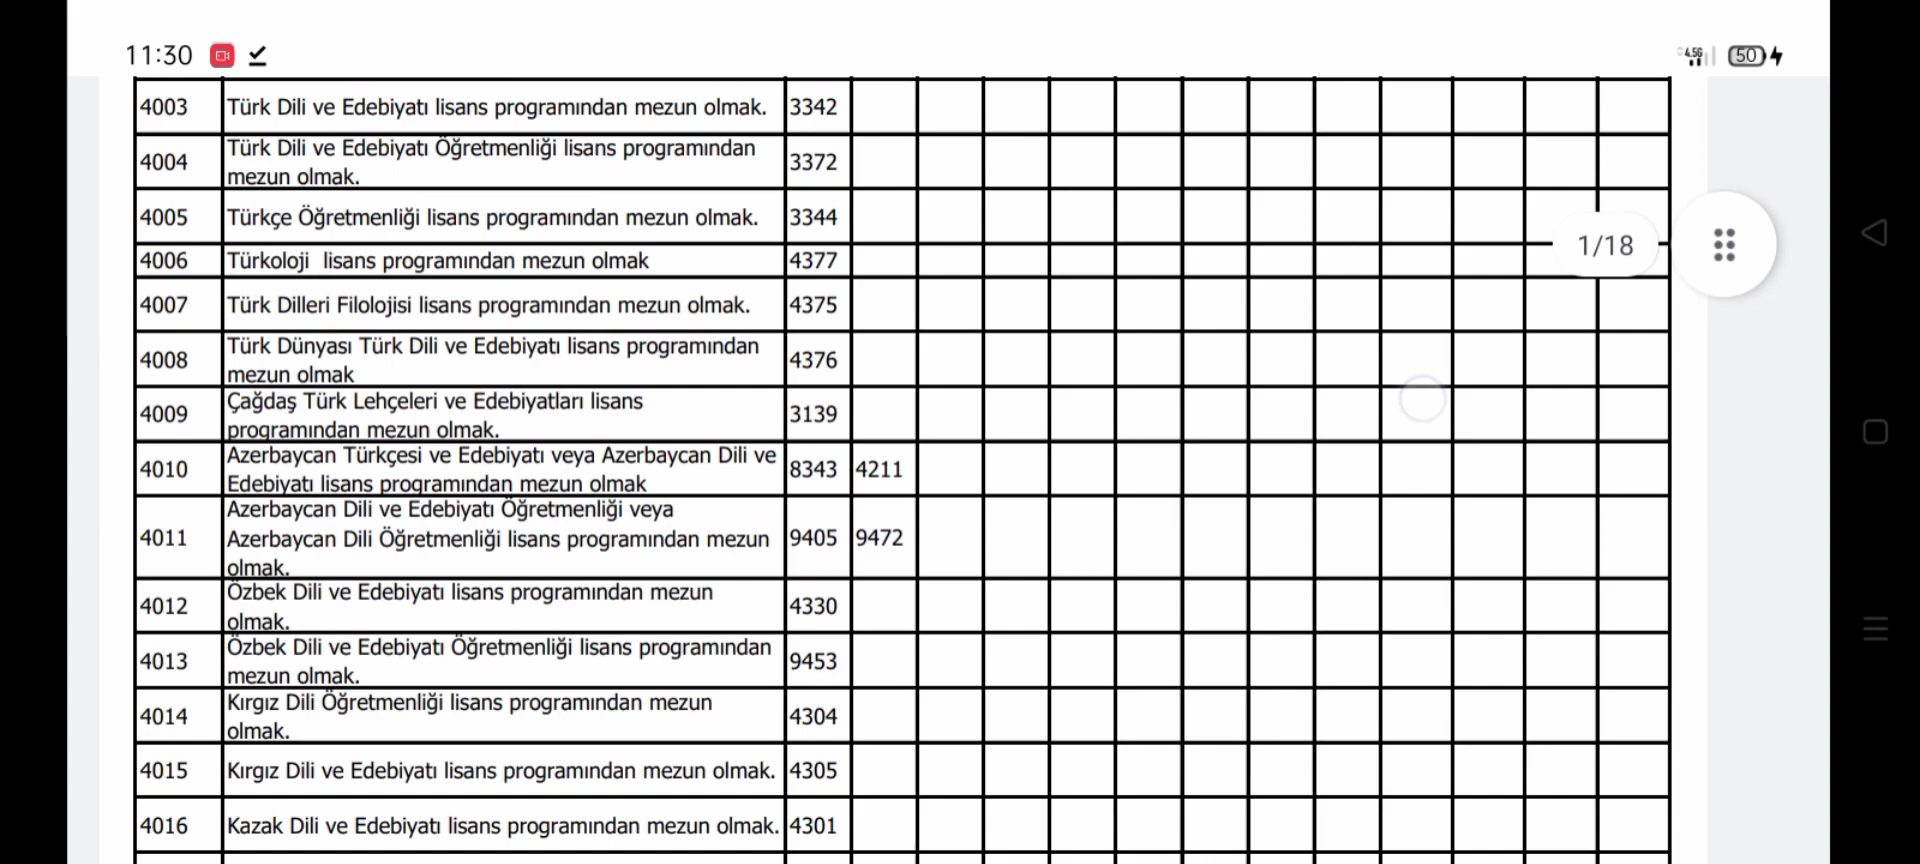 11:30
4.5G 50
4003 Türk Dili ve Edebiyatı lisans programından mezun olmak. 3342
4004 Türk Dili ve Edebiyatı Öğretmenliği lisans programından
mezun olmak. 3372
4005 Türkçe Öğretmenliği lisans programından mezun olmak. 3344
1/18
4006 Türkoloji  lisans programından mezun olmak 4377
4007 Türk Dilleri Filolojisi lisans programından mezun olmak. 4375
4008 Türk Dünyası Türk Dili ve Edebiyatı lisans programından
mezun olmak 4376
4009 Çağdaş Türk Lehçeleri ve Edebiyatları lisans
programından mezun olmak. 3139
4010 Azerbaycan Türkçesi ve Edebiyatı veya Azerbaycan Dili ve
Edebiyatı lisans programından mezun olmak 8343 4211
4011 Azerbaycan Dili ve Edebiyatı Öğretmenliği veya
Azerbaycan Dili Öğretmenliği lisans programından mezun
olmak. 9405 9472
4012 Özbek Dili ve Edebiyatı lisans programından mezun
olmak. 4330
4013 Özbek Dili ve Edebiyatı Öğretmenliği lisans programından
mezun olmak. 9453
4014 Kırgız Dili Öğretmenliği lisans programından mezun
olmak. 4304
4015 Kırgız Dili ve Edebiyatı lisans programından mezun olmak. 4305
4016 Kazak Dili ve Edebiyatı lisans programından mezun olmak. 4301